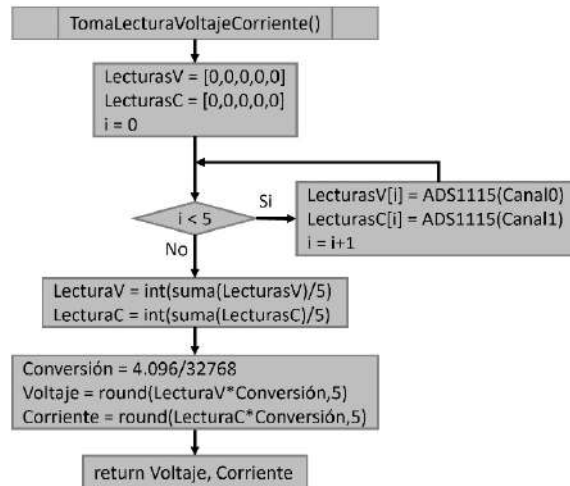 TomaLecturaVoltajeCorriente()
LecturasV = [0,0,0,0,0]
LecturasC = [0,0,0,0,0]
i = 0
i < 5
Si
LecturasV[i] = ADS1115(Canal0)
LecturasC[i] = ADS1115(Canal1)
i = i+1
No
LecturaV = int(suma(LecturasV)/5)
LecturaC = int(suma(LecturasC)/5)
Conversión = 4.096/32768
Voltaje = round(LecturaV*Conversión,5)
Corriente = round(LecturaC*Conversión,5)
return Voltaje, Corriente